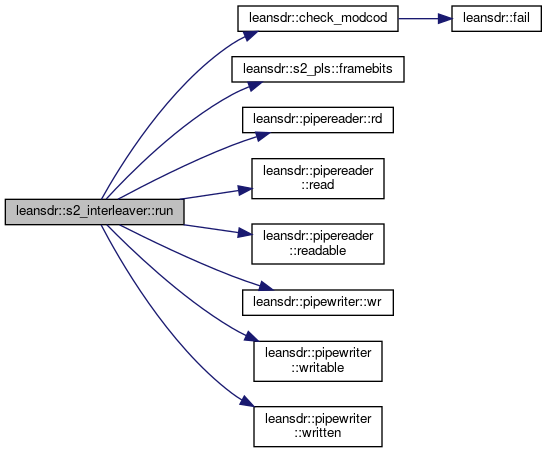 leansdr::check_modcod
leansdr::fail
leansdr::s2_pls::framebits
leansdr::pipereader::rd
leansdr::pipereader
::read
leansdr::s2_interleaver::run
leansdr::pipereader
::readable
leansdr::pipewriter::wr
leansdr::pipewriter
::writable
leansdr::pipewriter
::written